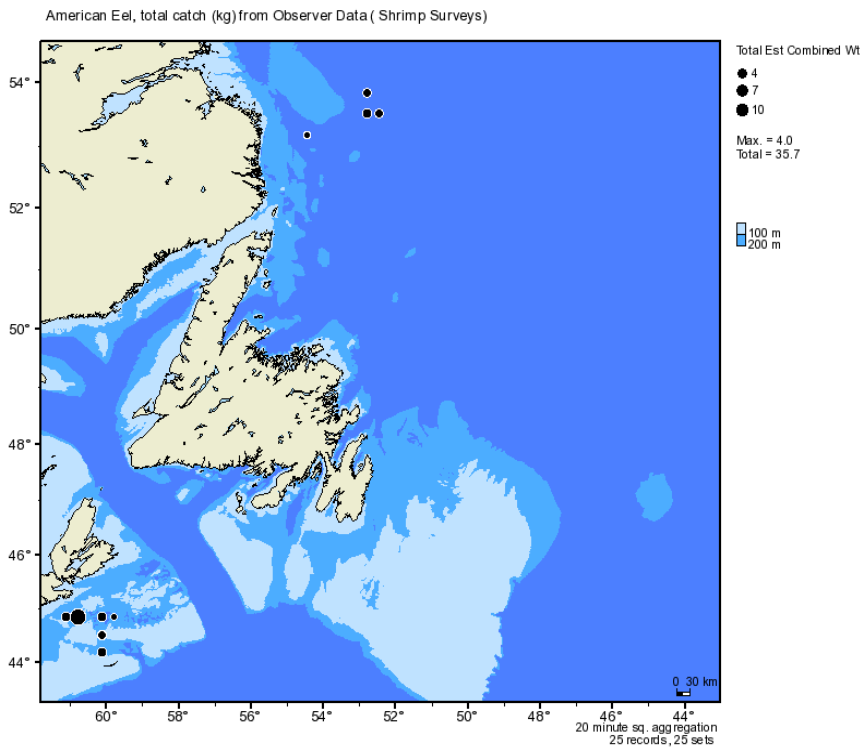 American Eel, total catch (kg) from Observer Data ( Shrimp Surveys)
Total Est Combined Wt
4
7
10
Max. = 4.0
Total = 35.7
100 m
200 m
54°
52°
50°
48°
46°
44°
0 30 km
60° 58° 56° 54° 52° 50° 48° 46° 44°
20 minute sq. aggregation
25 records, 25 sets